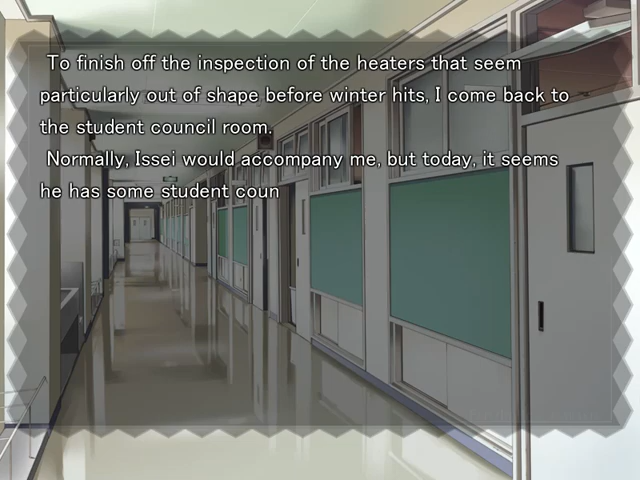 To finish off the inspection of the heaters that seem
particularly out of shape before winter hits, I come back to
the student council room.
Normally, Issei would accompany me, but today, it seems
he has some student coun